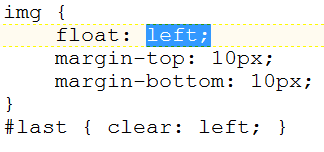 img {
    float: left;
    margin-top: 10px;
    margin-bottom: 10px;
}
#last { clear: left; }